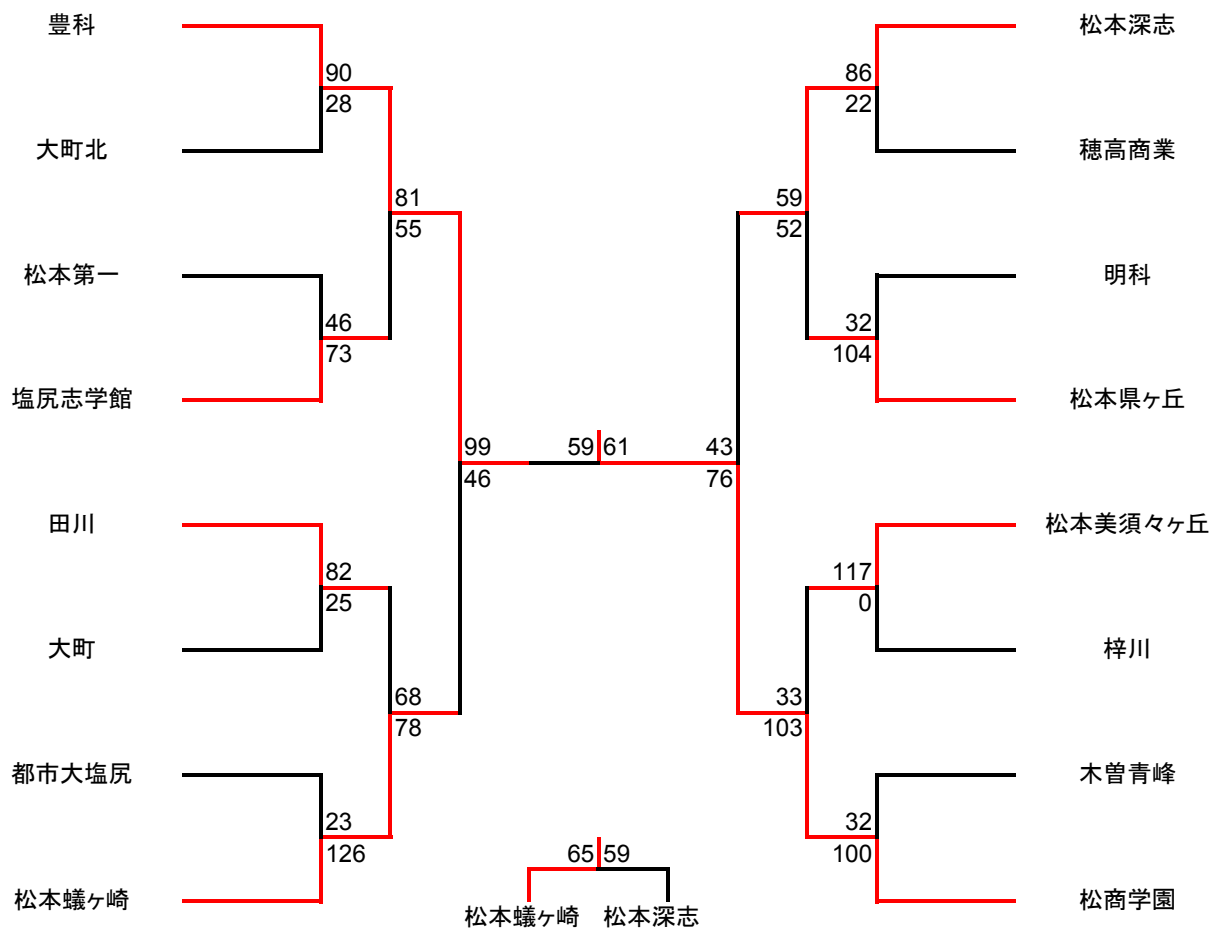 豊科
松本深志
90
86
28
22
大町北
穂高商業
81
59
55
52
松本第一
明科
46
32
73
104
塩尻志学館
松本県ヶ丘
99
59 61
43
46
76
田川
松本美須々ヶ丘
82
117
25
0
大町
梓川
68
33
78
103
都市大塩尻
木曽青峰
23
32
126
100
65 59
松本蟻ヶ崎
松商学園
松本蟻ヶ崎 松本深志